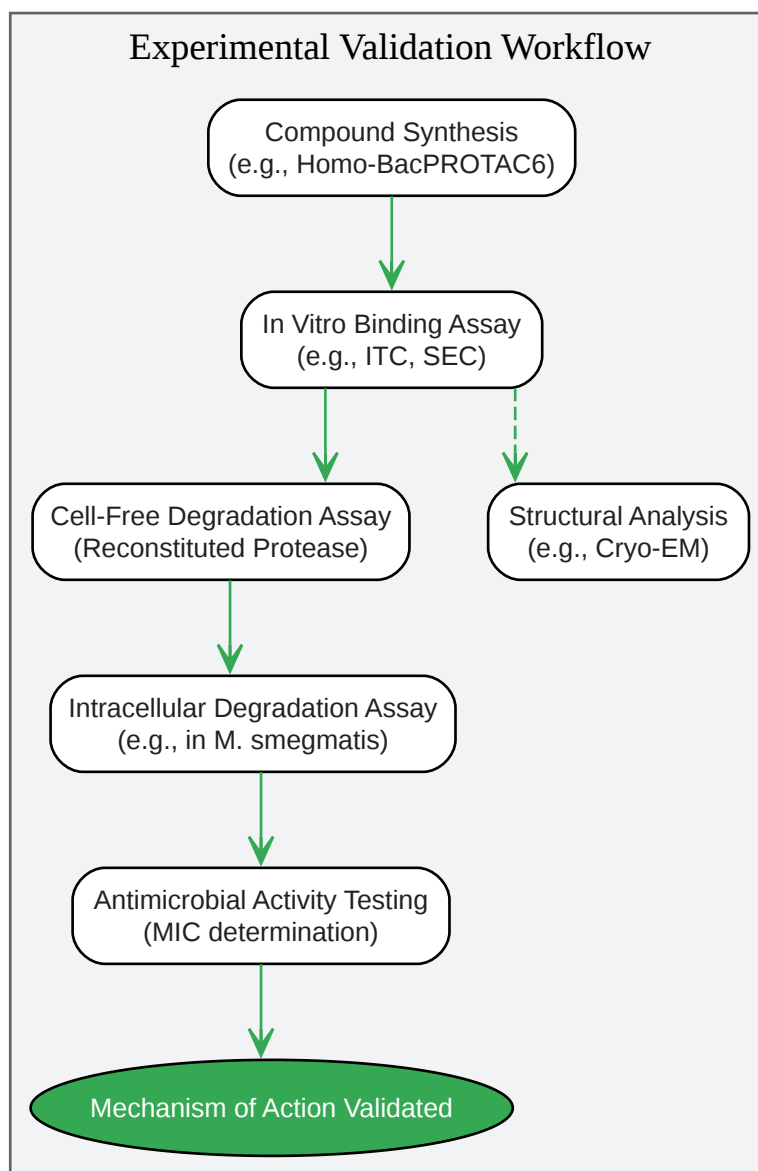 Experimental Validation Workflow
Compound Synthesis
(e.g., Homo-BacPROTAC6)
In Vitro Binding Assay
(e.g., ITC, SEC)
Cell-Free Degradation Assay
(Reconstituted Protease)
Structural Analysis
(e.g., Cryo-EM)
Intracellular Degradation Assay
(e.g., in M. smegmatis)
Antimicrobial Activity Testing
(MIC determination)
Mechanism of Action Validated